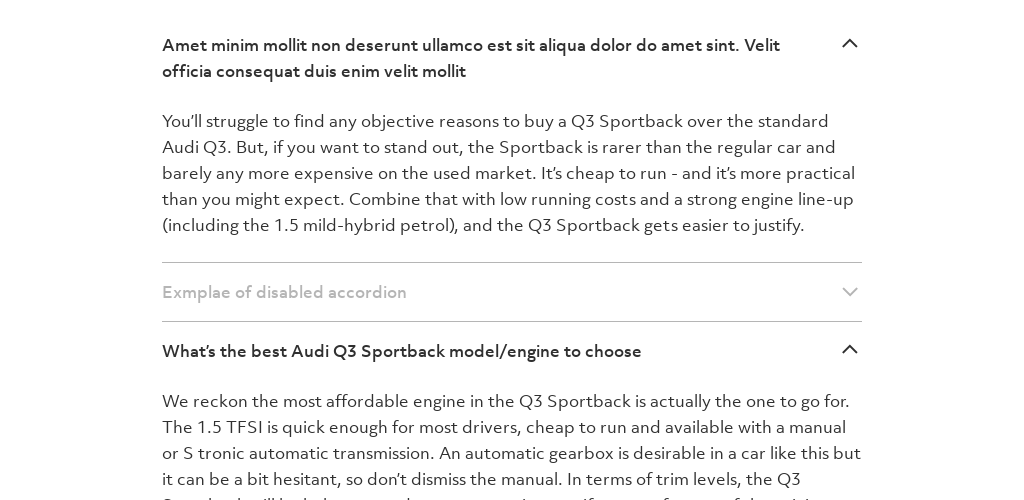 Amet minim mollit non deserunt ullamco est sit aliqua dolor do amet sint. Velit
officia consequat duis enim velit mollit
You’ll struggle to find any objective reasons to buy a Q3 Sportback over the standard
Audi Q3. But, if you want to stand out, the Sportback is rarer than the regular car and
barely any more expensive on the used market. It’s cheap to run - and it’s more practical
than you might expect. Combine that with low running costs and a strong engine line-up
(including the 1.5 mild-hybrid petrol), and the Q3 Sportback gets easier to justify.
Exmplae of disabled accordion
What’s the best Audi Q3 Sportback model/engine to choose
We reckon the most affordable engine in the Q3 Sportback is actually the one to go for.
The 1.5 TFSI is quick enough for most drivers, cheap to run and available with a manual
or S tronic automatic transmission. An automatic gearbox is desirable in a car like this but
it can be a bit hesitant, so don’t dismiss the manual. In terms of trim levels, the Q3